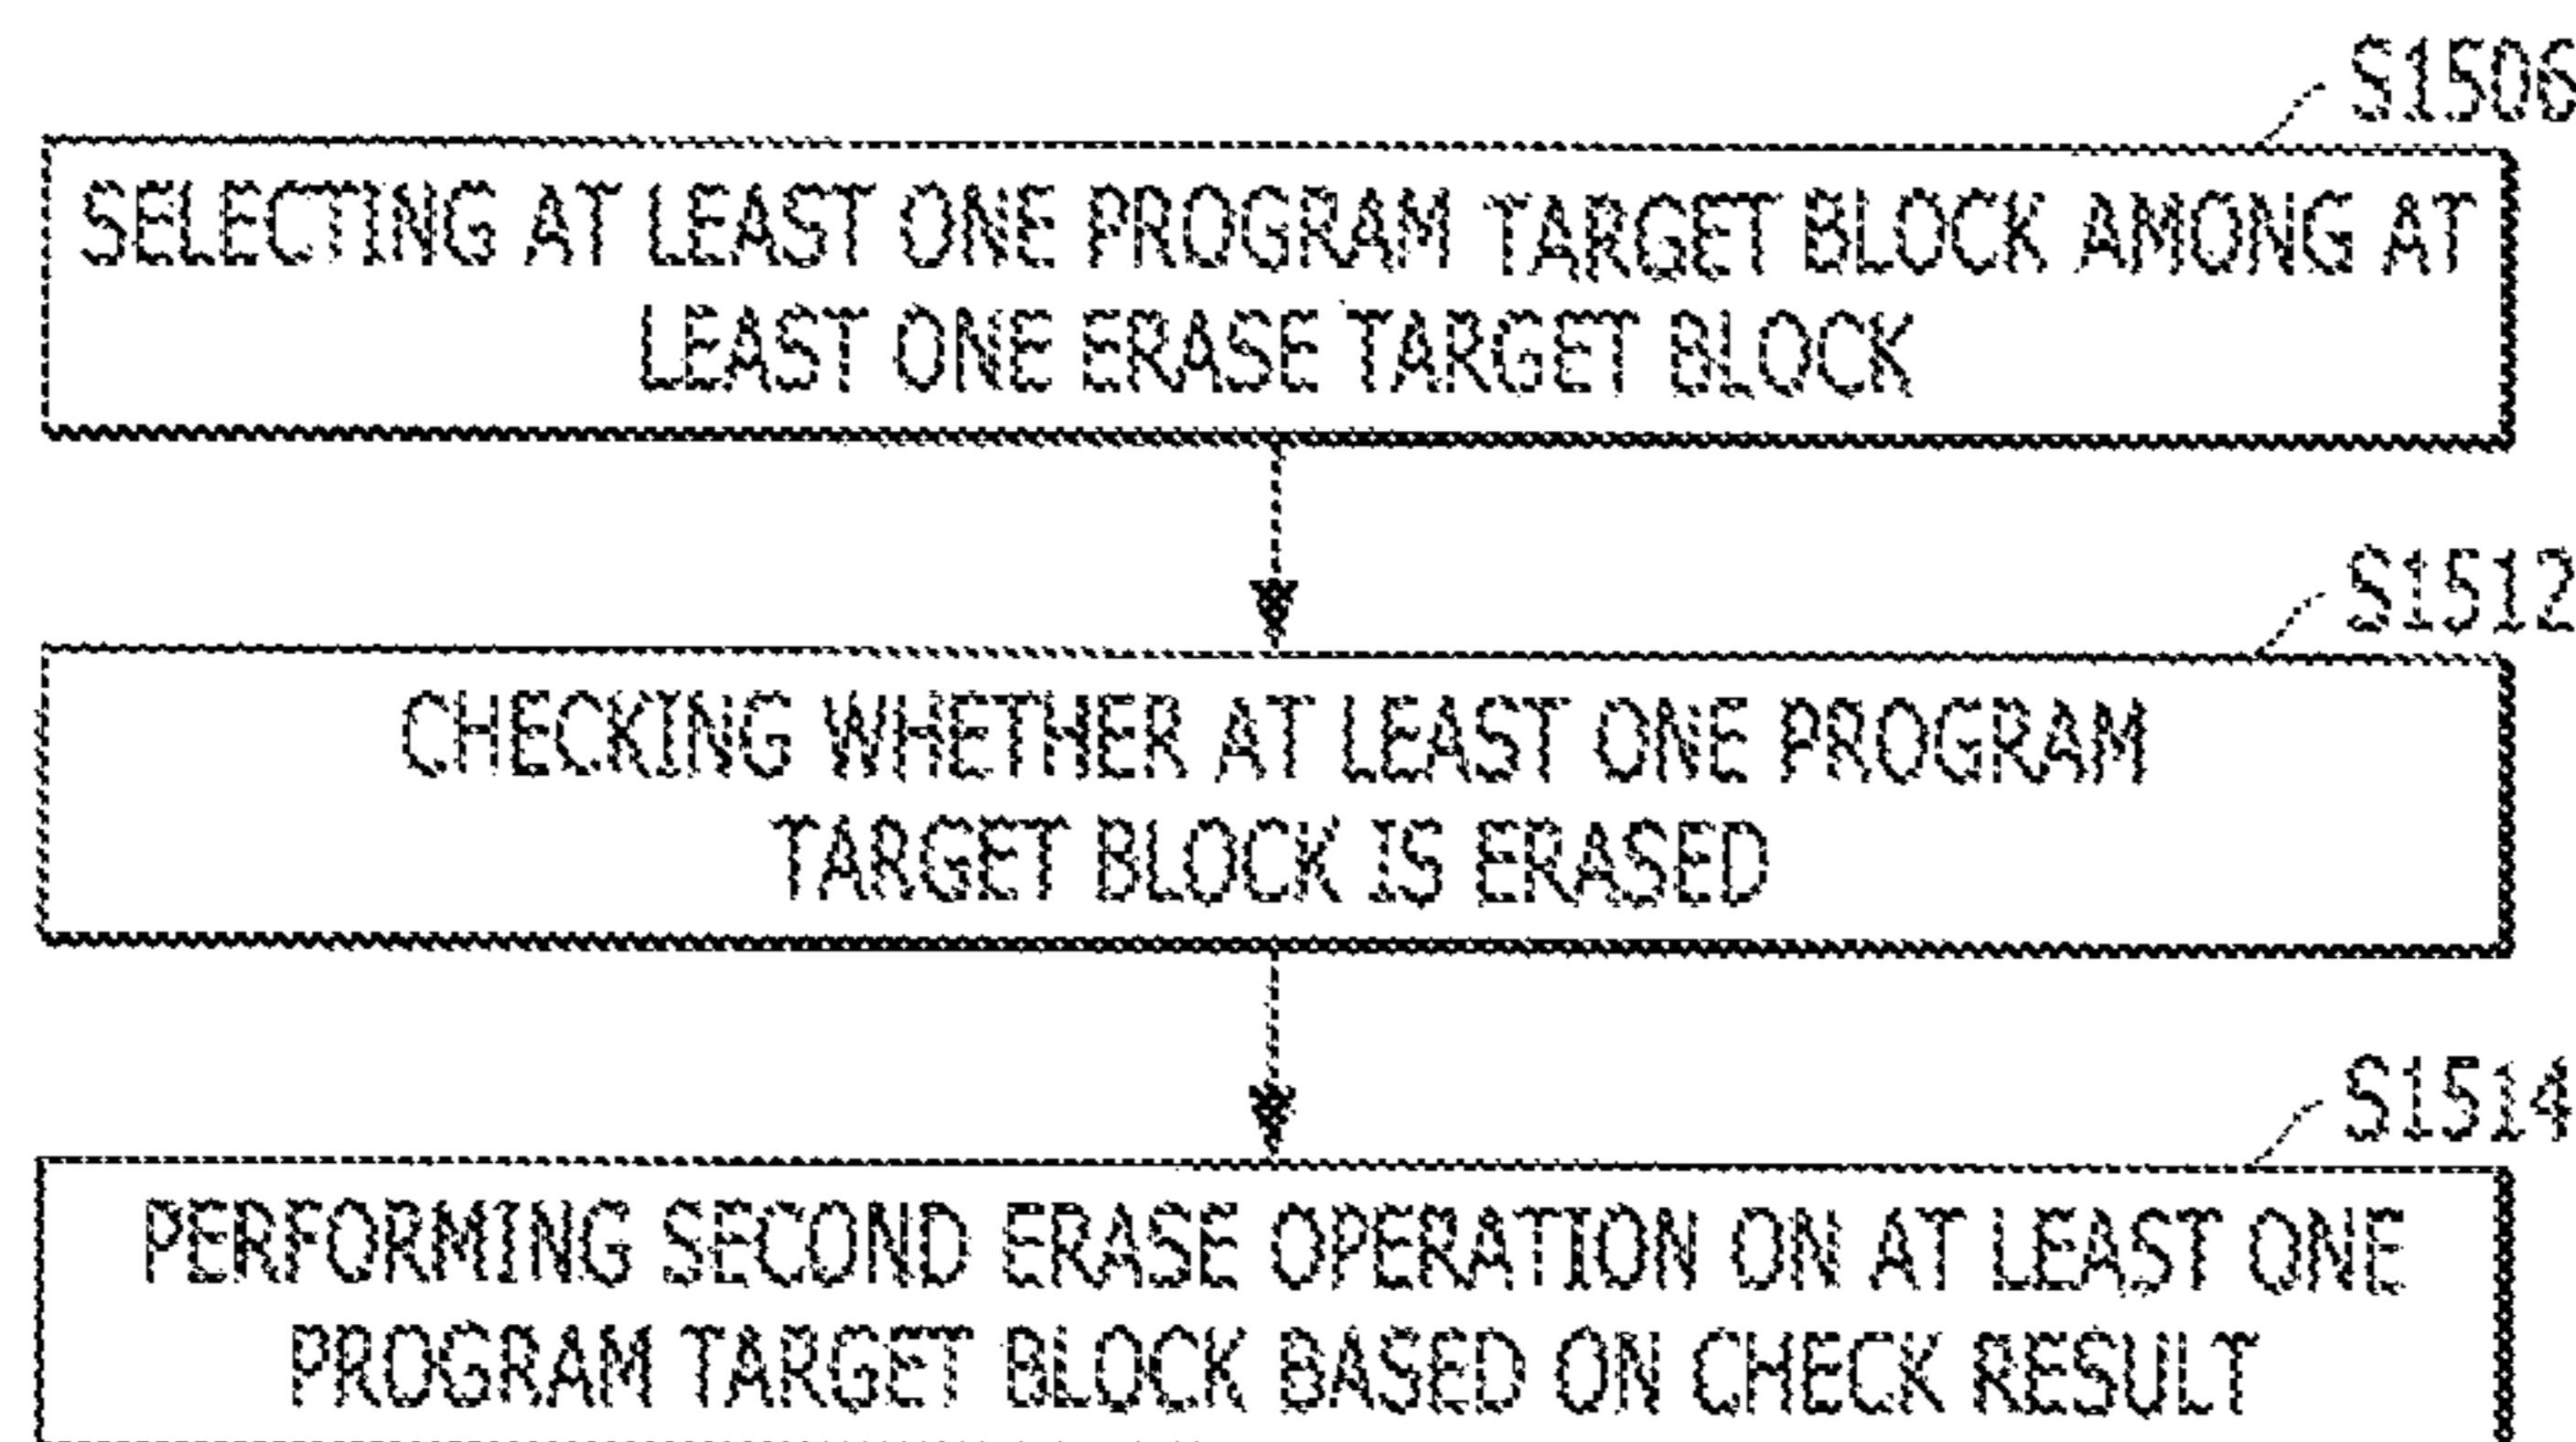 S1506
SELECTING AT LEAST ONE PROGRAM TARGET BLOCK AMONG AT
LEAST ONE ERASE TARGET BLOCK
S1512
CHECKING WHETHER AT LEAST ONE PROGRAM
TARGET BLOCK IS ERASED
S1514
PERFORMING SECOND ERASE OPERATION ON AT LEAST ONE
PROGRAM TARGET BLOCK BASED ON CHECK RESULT